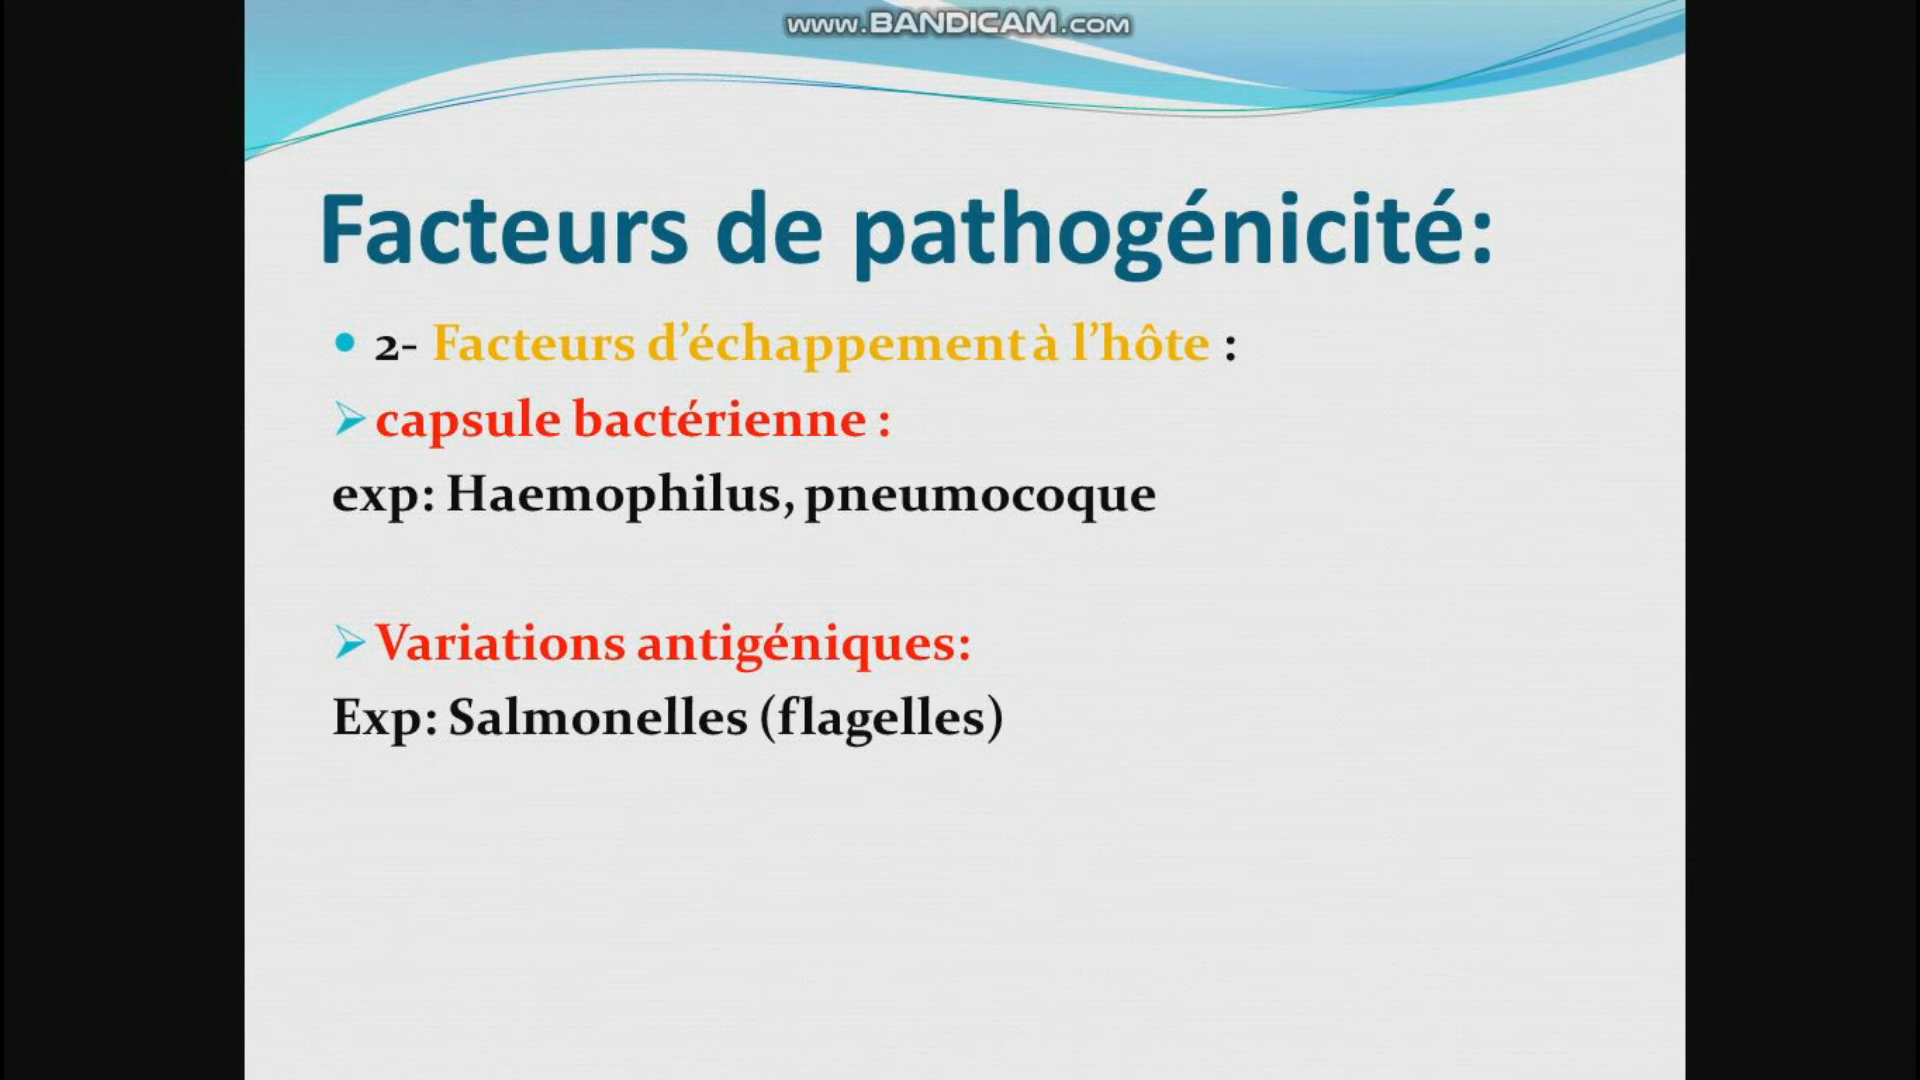 www.BANDICAM.com
Facteurs de pathogénicité:
• 2- Facteurs d’échappement à l’hôte :
➢ capsule bactérienne :
exp: Haemophilus, pneumocoque
➢ Variations antigéniques:
Exp: Salmonelles (flagelles)